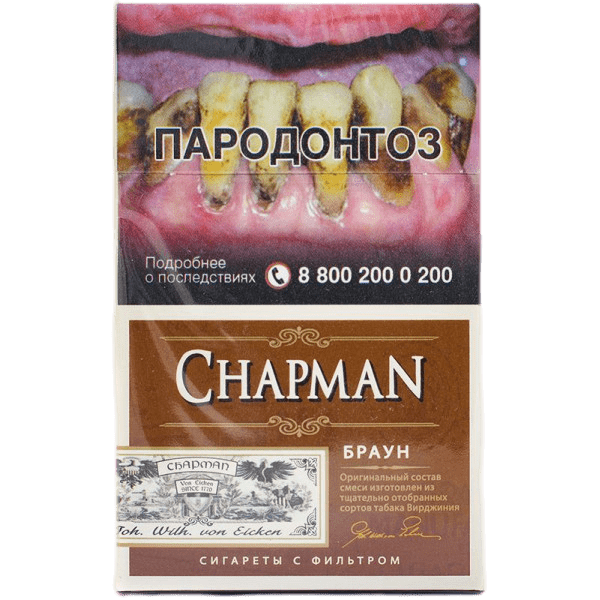 ПАРОДОНТОЗ
Подробнее
о последствиях 8 800 200 0 200
CHAPMAN
БРАУН
Оригинальный состав
смеси изготовлен из
тщательно отобранных
сортов табака Вирджиния
CHAPMAN
Von Eicken
SINCE 1770
Joh. Wilh. von Eicken
СИГАРЕТЫ С ФИЛЬТРОМ